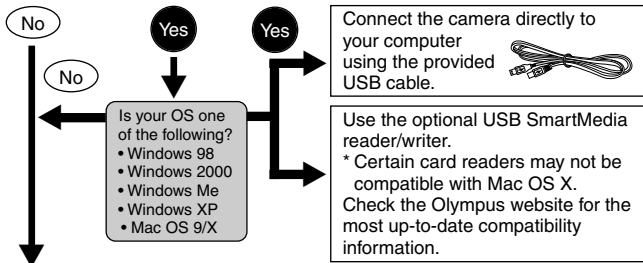 No
Yes
Yes
No
Is your OS one
of the following?
• Windows 98
• Windows 2000
• Windows Me
• Windows XP
• Mac OS 9/X
Connect the camera directly to
your computer
using the provided
USB cable.
Use the optional USB SmartMedia
reader/writer.
* Certain card readers may not be
compatible with Mac OS X.
Check the Olympus website for the
most up-to-date compatibility
information.